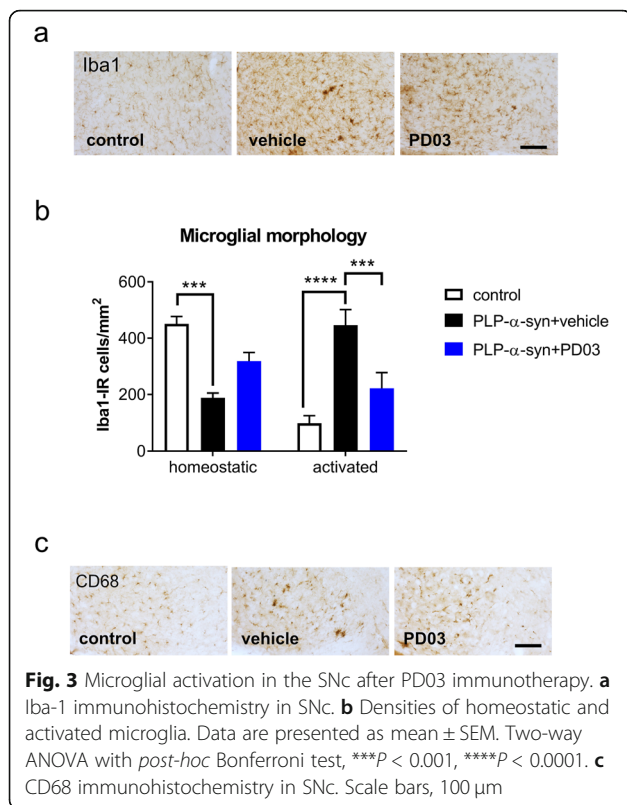 a
Iba1
control
vehicle
PD03
b
Microglial morphology
Iba1-IR cells/mm²
600
400
200
0
***
****
***
homeostatic
activated
control
PLP-α-syn+vehicle
PLP-α-syn+PD03
c
CD68
control
vehicle
PD03
Fig. 3 Microglial activation in the SNc after PD03 immunotherapy. a
Iba-1 immunohistochemistry in SNc. b Densities of homeostatic and
activated microglia. Data are presented as mean ± SEM. Two-way
ANOVA with post-hoc Bonferroni test, ***P < 0.001, ****P < 0.0001. c
CD68 immunohistochemistry in SNc. Scale bars, 100 μm